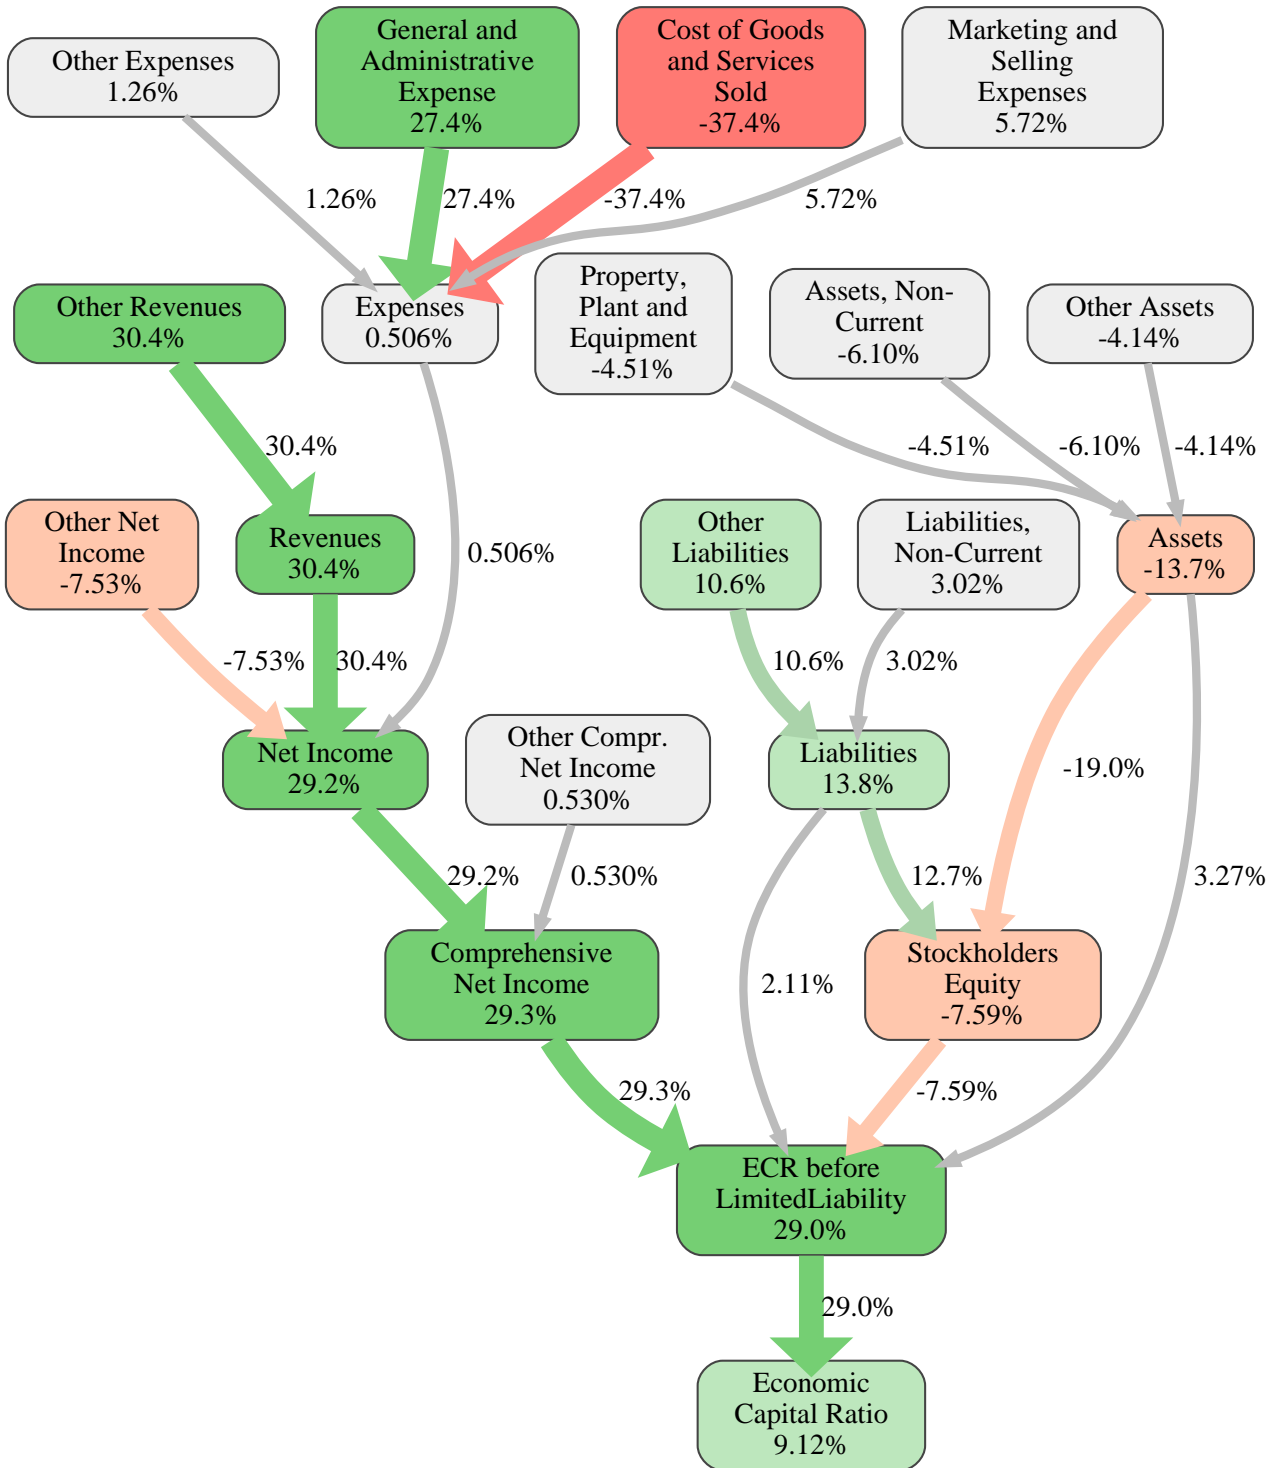 Other Expenses
1.26%
General and
Administrative
Expense
27.4%
Cost of Goods
and Services
Sold
-37.4%
Marketing and
Selling
Expenses
5.72%
1.26%
27.4%
-37.4%
5.72%
Other Revenues
30.4%
Expenses
0.506%
Property,
Plant and
Equipment
-4.51%
Assets, Non-
Current
-6.10%
Other Assets
-4.14%
30.4%
-4.51%
-6.10%
-4.14%
Other Net
Income
-7.53%
Revenues
30.4%
0.506%
Other
Liabilities
10.6%
Liabilities,
Non-Current
3.02%
Assets
-13.7%
-7.53%
30.4%
10.6%
3.02%
Net Income
29.2%
Other Compr.
Net Income
0.530%
Liabilities
13.8%
-19.0%
29.2%
0.530%
12.7%
3.27%
Comprehensive
Net Income
29.3%
2.11%
Stockholders
Equity
-7.59%
29.3%
-7.59%
ECR before
LimitedLiability
29.0%
29.0%
Economic
Capital Ratio
9.12%